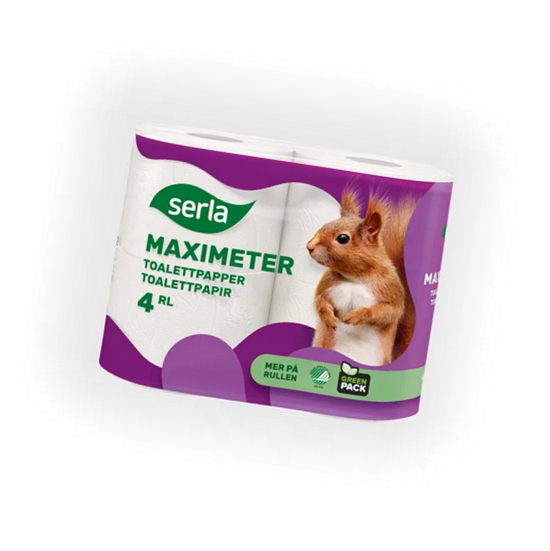 serla
MAXIMETER
TOALETTPAPPER
TOALETTPAPIR
4 RL
MER PÅ
RULLEN
GREEN
PACK
MAX